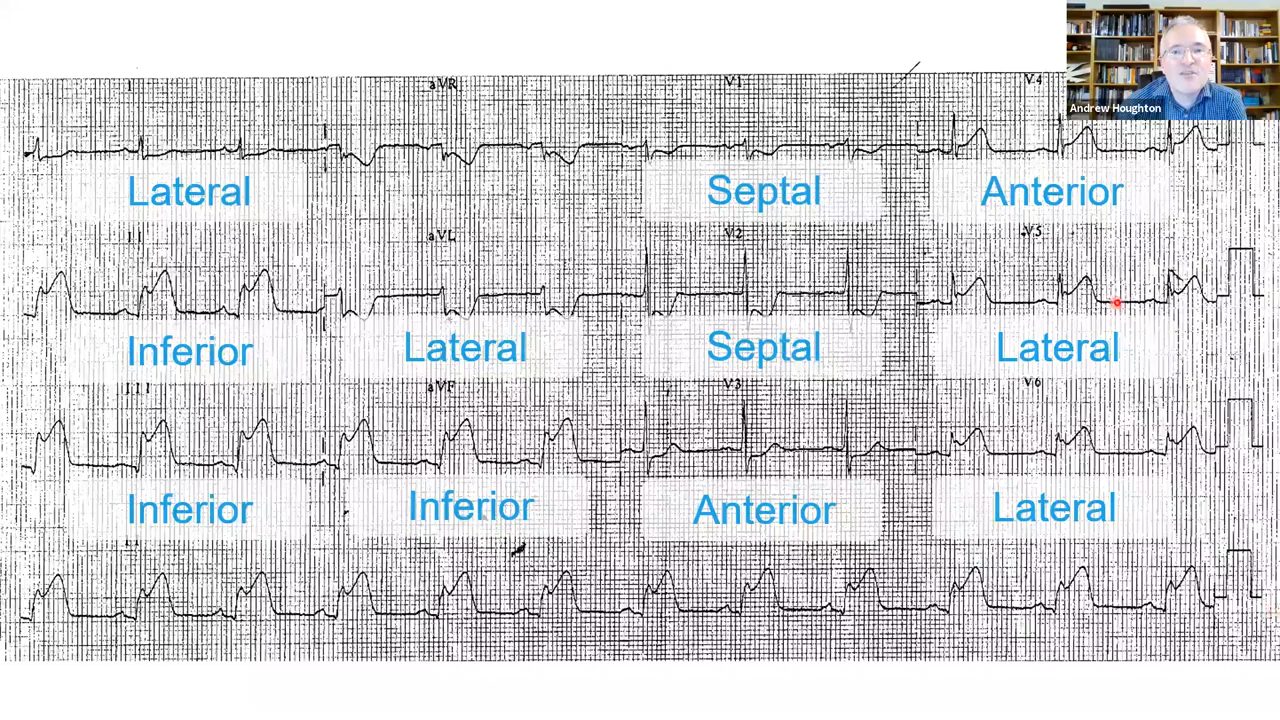 I aVR V1 V4
Andrew Houghton
Lateral Septal Anterior
II aVL V2 V5
Inferior Lateral Septal Lateral
III aVF V3 V6
Inferior Inferior Anterior Lateral
II